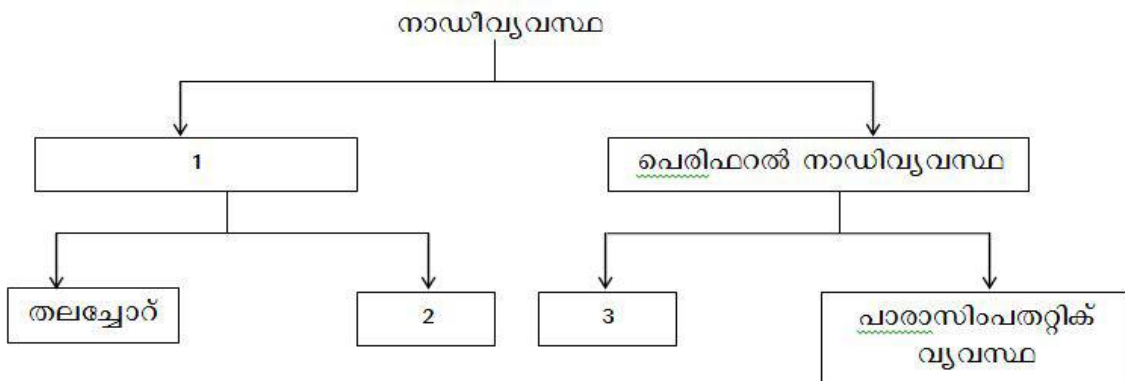 നാഡീവ്യവസ്ഥ
1
പെരിഫറൽ നാഡിവ്യവസ്ഥ
തലച്ചോറ്
2
3
പാരാസിംപതറ്റിക്
വ്യവസ്ഥ